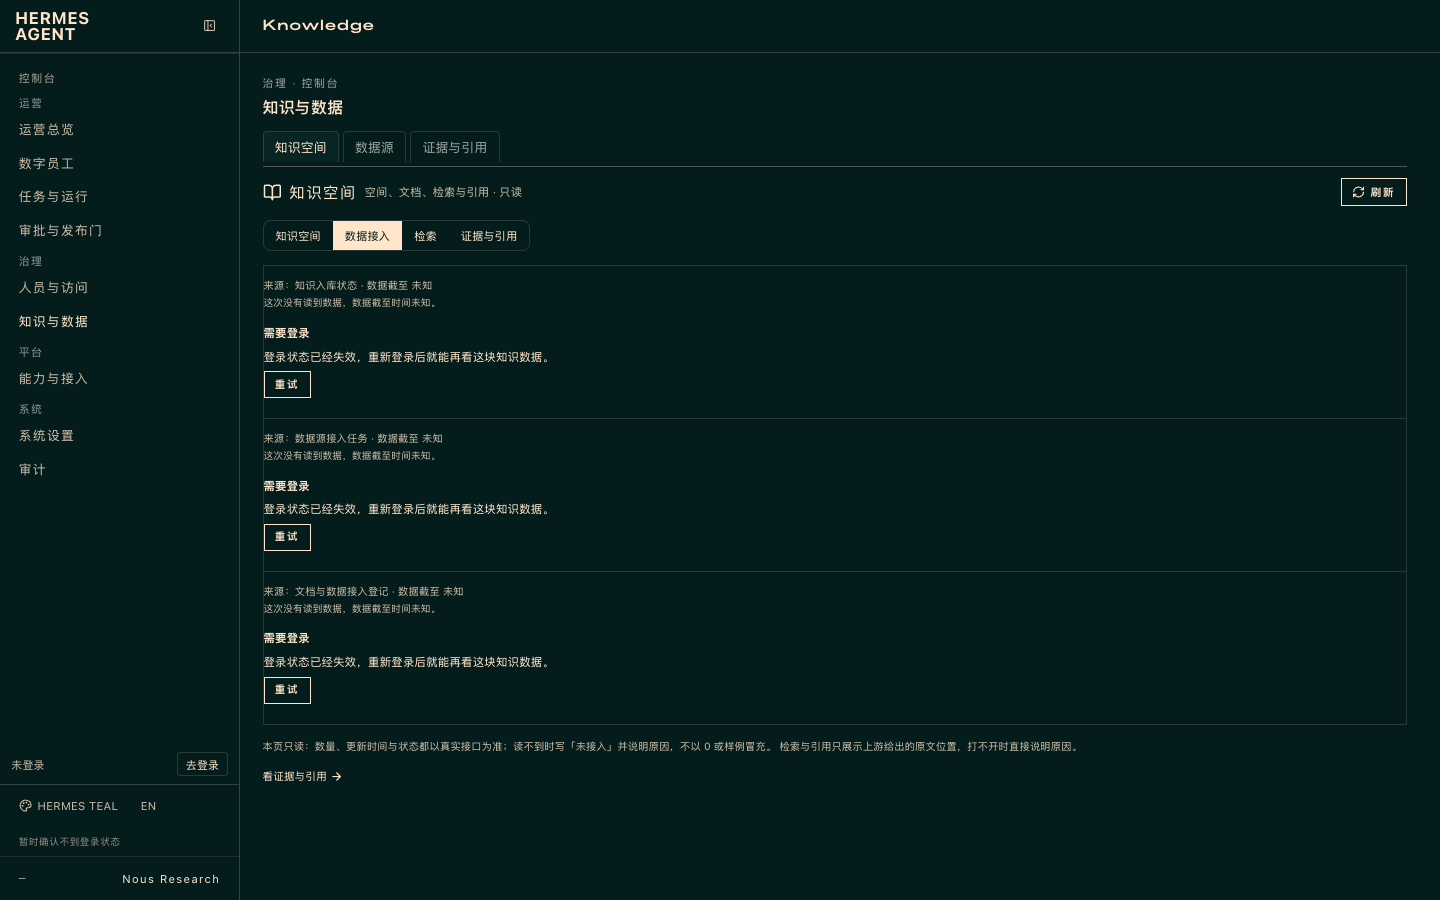 HERMES
AGENT
Knowledge
控制台
运营
运营总览
数字员工
任务与运行
审批与发布门
治理
人员与访问
知识与数据
平台
能力与接入
系统
系统设置
审计
未登录
去登录
HERMES TEAL
EN
暂时确认不到登录状态
–
Nous Research
治理 · 控制台
知识与数据
知识空间
数据源
证据与引用
知识空间
空间、文档、检索与引用 · 只读
刷新
知识空间
数据接入
检索
证据与引用
来源：知识入库状态 · 数据截至 未知
这次没有读到数据，数据截至时间未知。
需要登录
登录状态已经失效，重新登录后就能再看这块知识数据。
重试
来源：数据源接入任务 · 数据截至 未知
这次没有读到数据，数据截至时间未知。
需要登录
登录状态已经失效，重新登录后就能再看这块知识数据。
重试
来源：文档与数据接入登记 · 数据截至 未知
这次没有读到数据，数据截至时间未知。
需要登录
登录状态已经失效，重新登录后就能再看这块知识数据。
重试
本页只读：数量、更新时间与状态都以真实接口为准；读不到时写「未接入」并说明原因，不以 0 或样例冒充。 检索与引用只展示上游给出的原文位置，打不开时直接说明原因。
看证据与引用 →